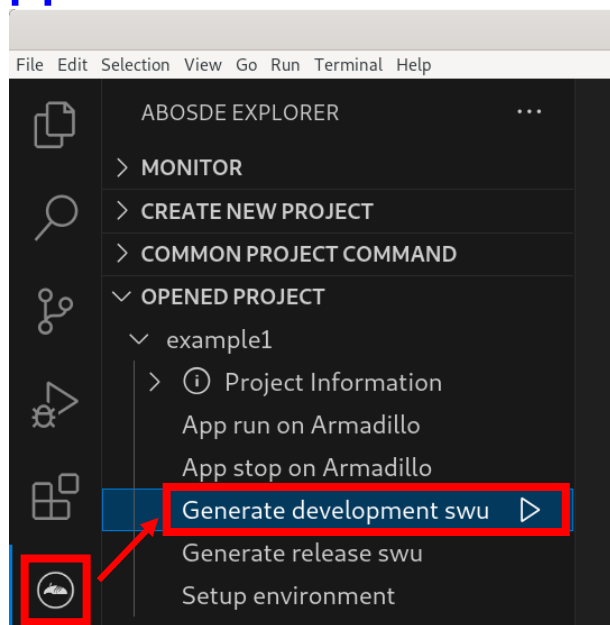 File Edit Selection View Go Run Terminal Help
ABOSDE EXPLORER
MONITOR
CREATE NEW PROJECT
COMMON PROJECT COMMAND
OPENED PROJECT
example1
Project Information
App run on Armadillo
App stop on Armadillo
Generate development swu
Generate release swu
Setup environment